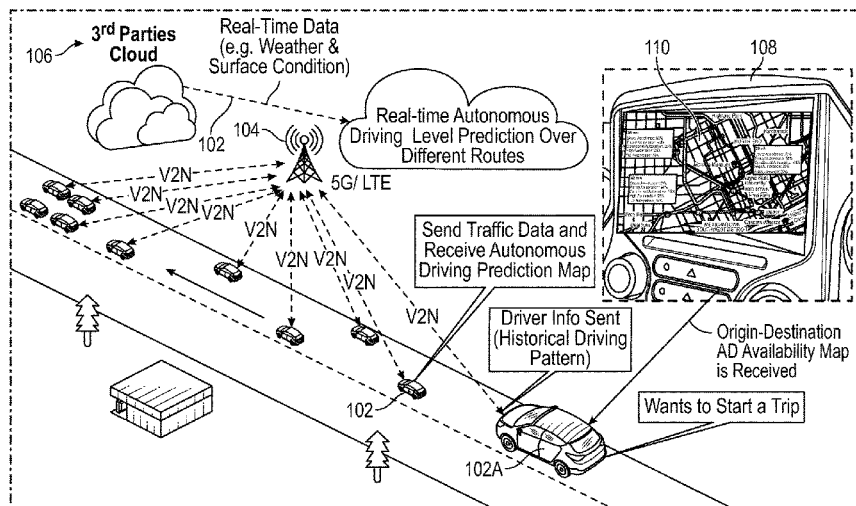 106
3rd Parties
Cloud
Real-Time Data
(e.g. Weather &
Surface Condition)
102
104
Real-time Autonomous
Driving Level Prediction Over
Different Routes
110
108
5G/ LTE
V2N
V2N
V2N
V2N
V2N
V2N
V2N
V2N
V2N
Send Traffic Data and
Receive Autonomous
Driving Prediction Map
Driver Info Sent
(Historical Driving
Pattern)
Origin-Destination
AD Availability Map
is Received
102
Wants to Start a Trip
102A